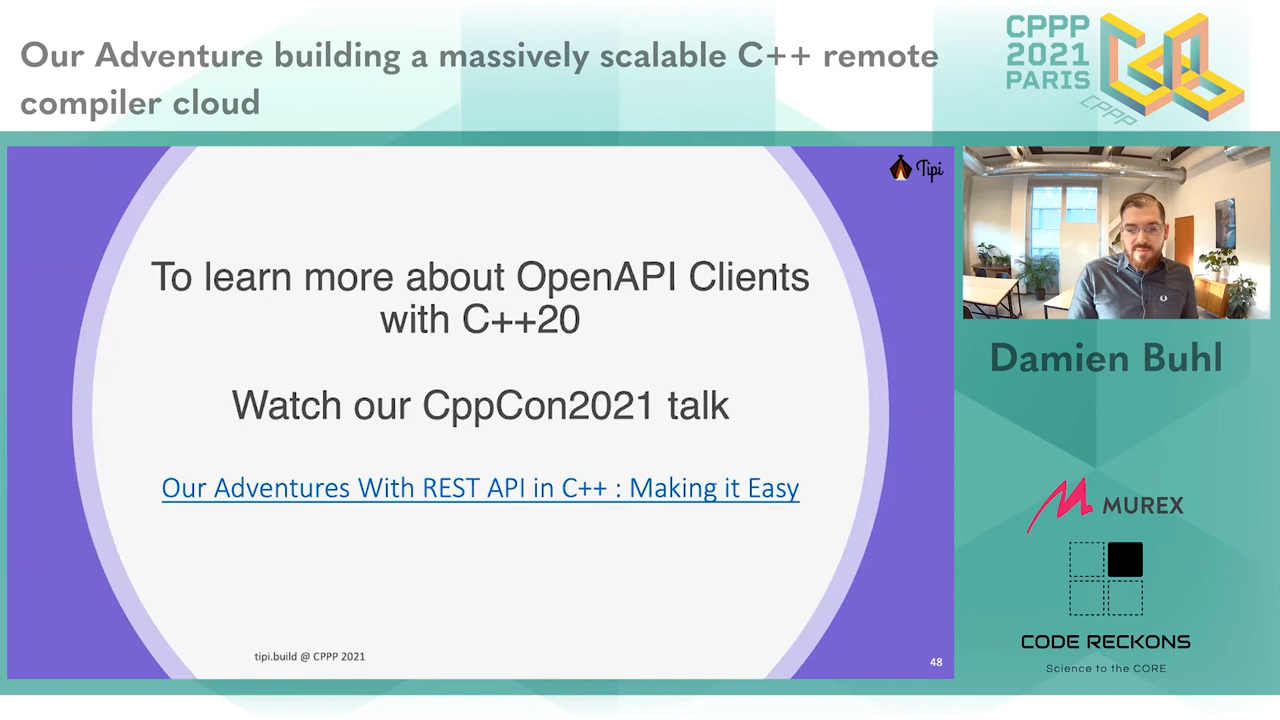 Our Adventure building a massively scalable C++ remote
compiler cloud
CPPP
2021
PARIS
CPPP
Tipi
To learn more about OpenAPI Clients
with C++20
Watch our CppCon2021 talk
Our Adventures With REST API in C++ : Making it Easy
tipi.build @ CPPP 2021
48
Damien Buhl
MUREX
CODE RECKONS
Science to the CORE